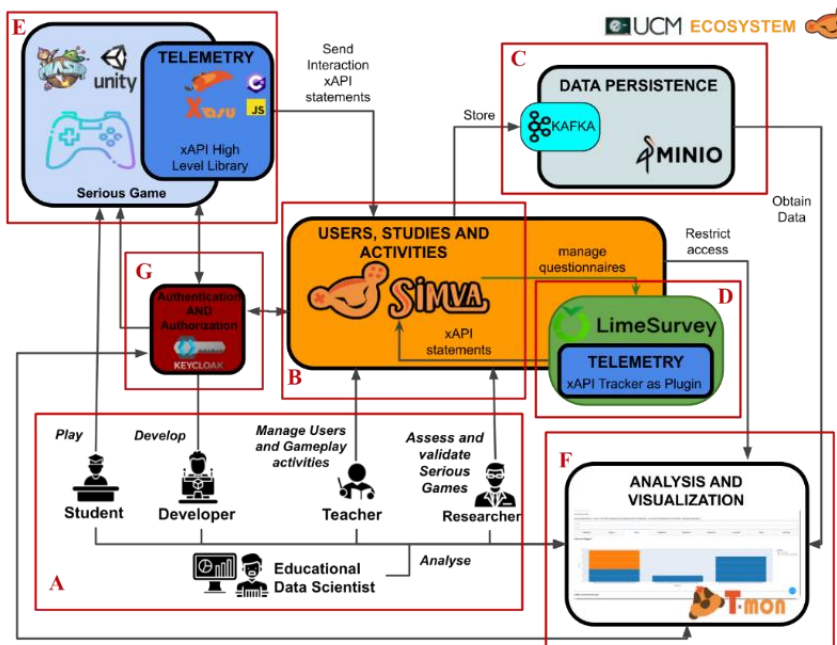 E
UCM ECOSYSTEM
unity
TELEMETRY
Xasu
JS
xAPI High
Level Library
Serious Game
Send
Interaction
xAPI
statements
Store
C
DATA PERSISTENCE
KAFKA
MINIO
Obtain
Data
Restrict
access
G
Authentication
AND
Authorization
KEYCLOAK
B
USERS, STUDIES AND
ACTIVITIES
SIMVA
manage
questionnaires
xAPI
statements
D
LimeSurvey
TELEMETRY
xAPI Tracker as Plugin
A
Play
Develop
Manage Users
and Gameplay
activities
Assess and
validate
Serious
Games
Student
Developer
Teacher
Researcher
Analyse
Educational
Data Scientist
F
ANALYSIS AND
VISUALIZATION
T-mon